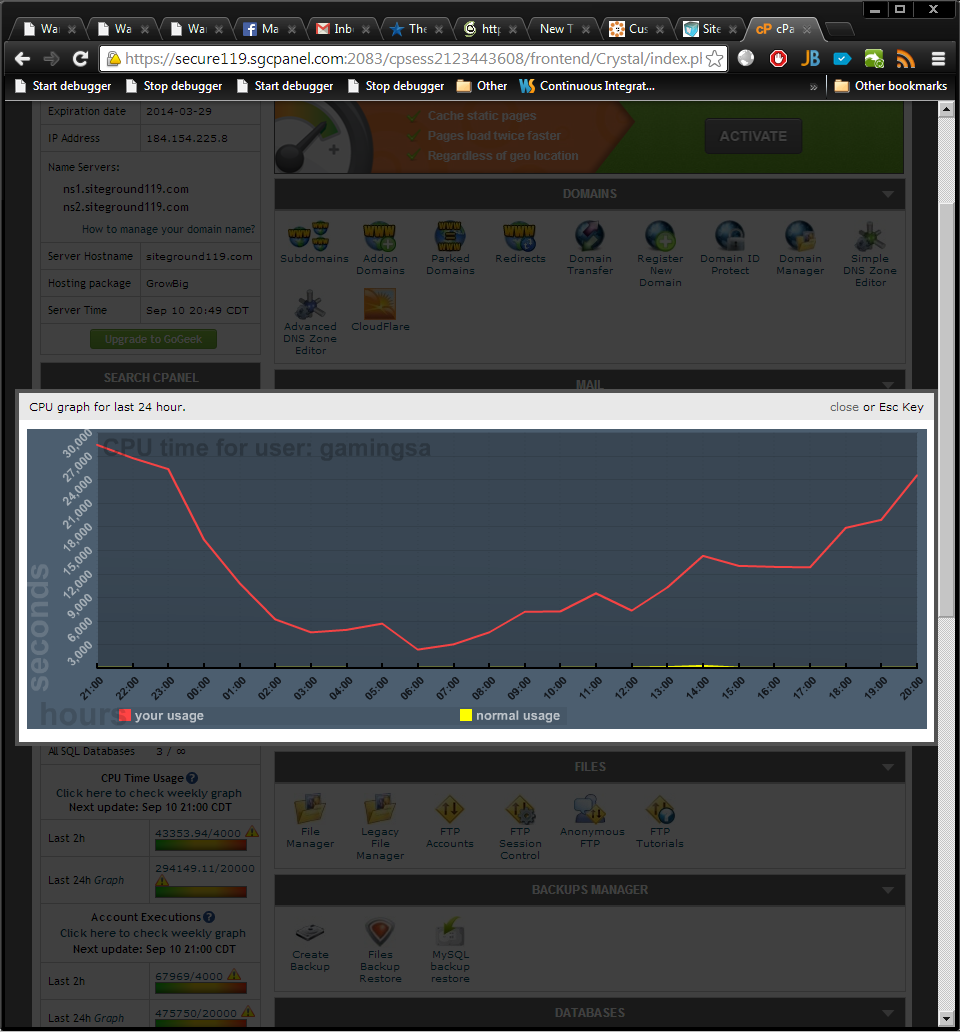 Wa
Wa
Wa
Ma
Inb
The
http
New T
Cus
Site
cPa
https://secure119.sgcpanel.com:2083/cpsess2123443608/frontend/Crystal/index.pl
Start debugger
Stop debugger
Start debugger
Stop debugger
Other
Continuous Integrat...
»
Other bookmarks
Expiration date 2014-03-29
IP Address 184.154.225.8
Name Servers:
ns1.siteground119.com
ns2.siteground119.com
How to manage your domain name?
Server Hostname siteground119.com
Hosting package GrowBig
Server Time Sep 10 20:49 CDT
Upgrade to GoGeek
SEARCH CPANEL
Cache static pages
Pages load twice faster
Regardless of geo location
ACTIVATE
DOMAINS
Subdomains
Addon
Domains
Parked
Domains
Redirects
Domain
Transfer
Register
New
Domain
Domain ID
Protect
Domain
Manager
Simple
DNS Zone
Editor
Advanced
DNS Zone
Editor
CloudFlare
MAIL
CPU graph for last 24 hour.
close or Esc Key
CPU time for user: gamingsa
30,000
27,000
24,000
21,000
18,000
15,000
12,000
9,000
6,000
3,000
seconds
21:00 22:00 23:00 00:00 01:00 02:00 03:00 04:00 05:00 06:00 07:00 08:00 09:00 10:00 11:00 12:00 13:00 14:00 15:00 16:00 17:00 18:00 19:00 20:00
hours
your usage
normal usage
All SQL Databases 3 / ∞
CPU Time Usage
Click here to check weekly graph
Next update: Sep 10 21:00 CDT
Last 2h 43353.94/4000
Last 24h Graph 294149.11/20000
Account Executions
Click here to check weekly graph
Next update: Sep 10 21:00 CDT
Last 2h 67969/4000
Last 24h Graph 475750/20000
FILES
File
Manager
Legacy
File
Manager
FTP
Accounts
FTP
Session
Control
Anonymous
FTP
FTP
Tutorials
BACKUPS MANAGER
Create
Backup
Files
Backup
Restore
MySQL
backup
restore
DATABASES